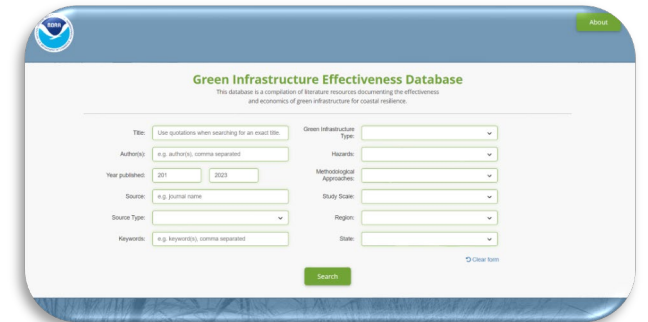 NOAA
About
Green Infrastructure Effectiveness Database
This database is a compilation of literature resources documenting the effectiveness
and economics of green infrastructure for coastal resilience.
Title:
Use quotations when searching for an exact title.
Author(s):
e.g. author(s), comma separated
Year published:
201
2023
Source:
e.g. journal name
Source Type:
Keywords:
e.g. keyword(s), comma separated
Green Infrastructure
Type:
Hazards:
Methodological
Approaches:
Study Scale:
Region:
State:
Clear form
Search